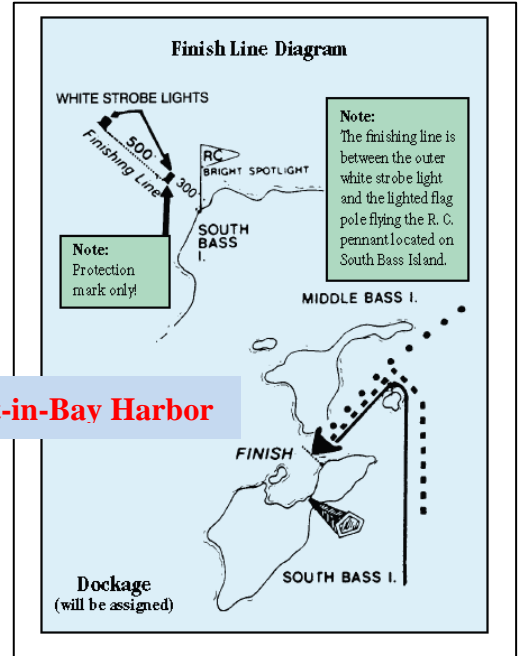 Finish Line Diagram
WHITE STROBE LIGHTS
500'
Finishing Line
300'
RC
BRIGHT SPOTLIGHT
SOUTH
BASS
I.
Note:
Protection
mark only!
Note:
The finishing line is
between the outer
white strobe light
and the lighted flag
pole flying the R. C.
pennant located on
South Bass Island.
MIDDLE BASS I.
-in-Bay Harbor
FINISH
SOUTH BASS I.
Dockage
(will be assigned)